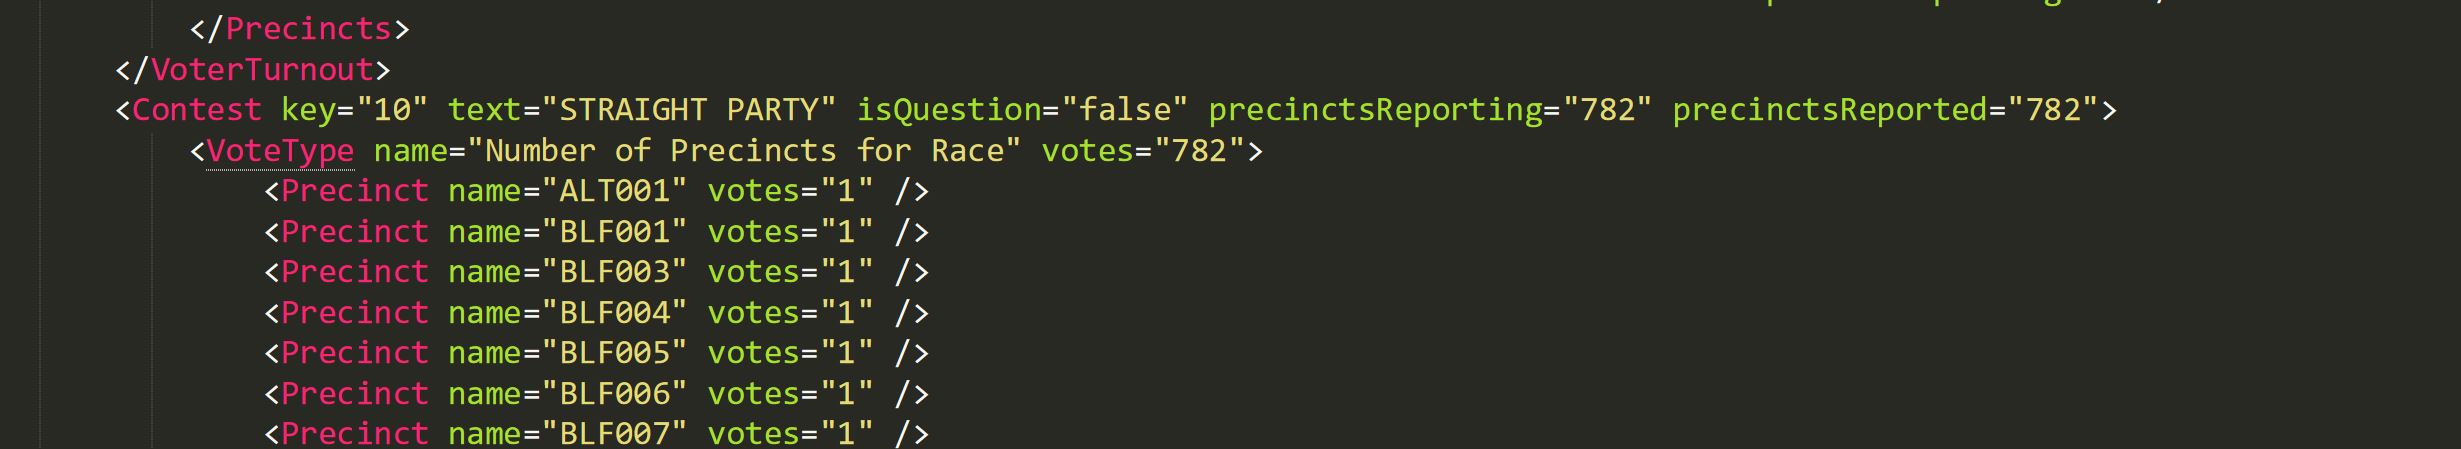 </Precincts>
</VoterTurnout>
<Contest key="10" text="STRAIGHT PARTY" isQuestion="false" precinctsReporting="782" precinctsReported="782">
<VoteType name="Number of Precincts for Race" votes="782">
<Precinct name="ALT001" votes="1" />
<Precinct name="BLF001" votes="1" />
<Precinct name="BLF003" votes="1" />
<Precinct name="BLF004" votes="1" />
<Precinct name="BLF005" votes="1" />
<Precinct name="BLF006" votes="1" />
<Precinct name="BLF007" votes="1" />